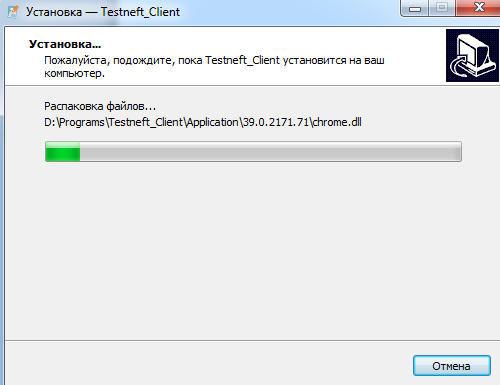 Установка — Testneft_Client
Установка...
Пожалуйста, подождите, пока Testneft_Client установится на ваш
компьютер.
Распаковка файлов...
D:\Programs\Testneft_Client\Application\39.0.2171.71\chrome.dll
Отмена